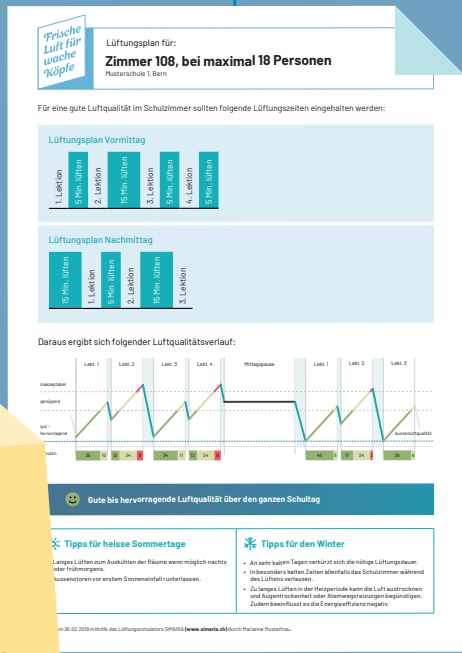 Frische
Luft für
wache
Köpfe
Lüftungsplan für:
Zimmer 108, bei maximal 18 Personen
Musterschule 1, Bern
Für eine gute Luftqualität im Schulzimmer sollten folgende Lüftungszeiten eingehalten werden:
Lüftungsplan Vormittag
1. Lektion
5 Min. lüften
2. Lektion
15 Min. lüften
3. Lektion
5 Min. lüften
4. Lektion
5 Min. lüften
Lüftungsplan Nachmittag
15 Min. lüften
1. Lektion
5 Min. lüften
2. Lektion
15 Min. lüften
3. Lektion
Daraus ergibt sich folgender Luftqualitätsverlauf:
Lekt. 1 Lekt. 2 Lekt. 3 Lekt. 4 Mittagspause Lekt. 1 Lekt. 2 Lekt. 3
inakzeptabel
genügend
gut -
hervorragend
Aussenluftqualität
nuten
Gute bis hervorragende Luftqualität über den ganzen Schultag
Tipps für heisse Sommertage
Langes Lüften zum Auskühlen der Räume wenn möglich nachts
oder frühmorgens.
Aussenstoren vor erstem Sonneneinfall runterlassen.
Tipps für den Winter
• An sehr kalten Tagen verkürzt sich die nötige Lüftungsdauer.
• In besonders kalten Zeiten allenfalls das Schulzimmer während
des Lüftens verlassen.
• Zu langes Lüften in der Heizperiode kann die Luft austrocknen
und Augentrockenheit oder Atemwegsreizungen begünstigen.
Zudem beeinflusst es die Energieeffizienz negativ.
am 26.02.2019 mithilfe des Lüftungssimulators SIMARIA (www.simaria.ch) durch Marianne Musterfrau.